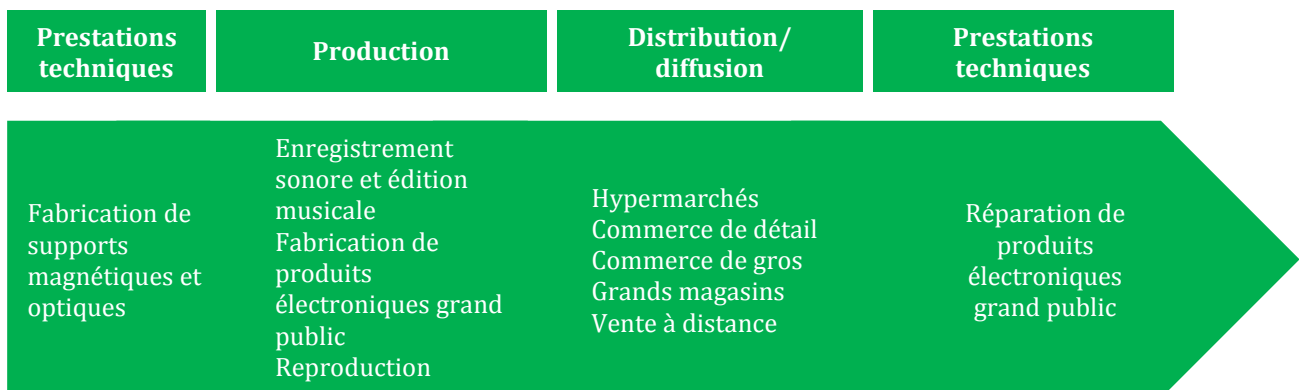 Prestations
techniques
Production
Distribution/
diffusion
Prestations
techniques
Fabrication de
supports
magnétiques et
optiques
Enregistrement
sonore et édition
musicale
Fabrication de
produits
électroniques grand
public
Reproduction
Hypermarchés
Commerce de détail
Commerce de gros
Grands magasins
Vente à distance
Réparation de
produits
électroniques
grand public